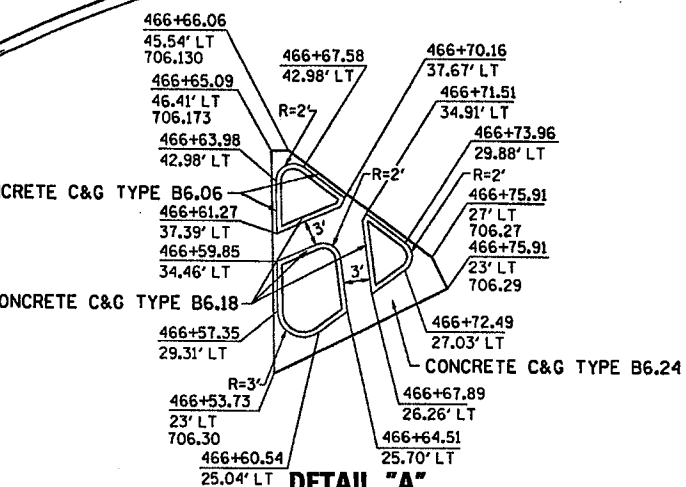 466+66.06
45.54' LT
706.130
466+67.58
42.98' LT
466+70.16
37.67' LT
466+65.09
46.41' LT
706.173
R=2'
466+71.51
34.91' LT
466+63.98
42.98' LT
466+73.96
29.88' LT
R=2'
R=2'
CRETE C&G TYPE B6.06
466+75.91
27' LT
706.27
466+61.27
37.39' LT
3'
466+75.91
23' LT
706.29
466+59.85
34.46' LT
3'
ONCRETE C&G TYPE B6.18
466+57.35
29.31' LT
466+72.49
27.03' LT
CONCRETE C&G TYPE B6.24
R=3'
466+53.73
23' LT
706.30
466+67.89
26.26' LT
466+64.51
25.70' LT
466+60.54
25.04' LT
DETAIL "A"